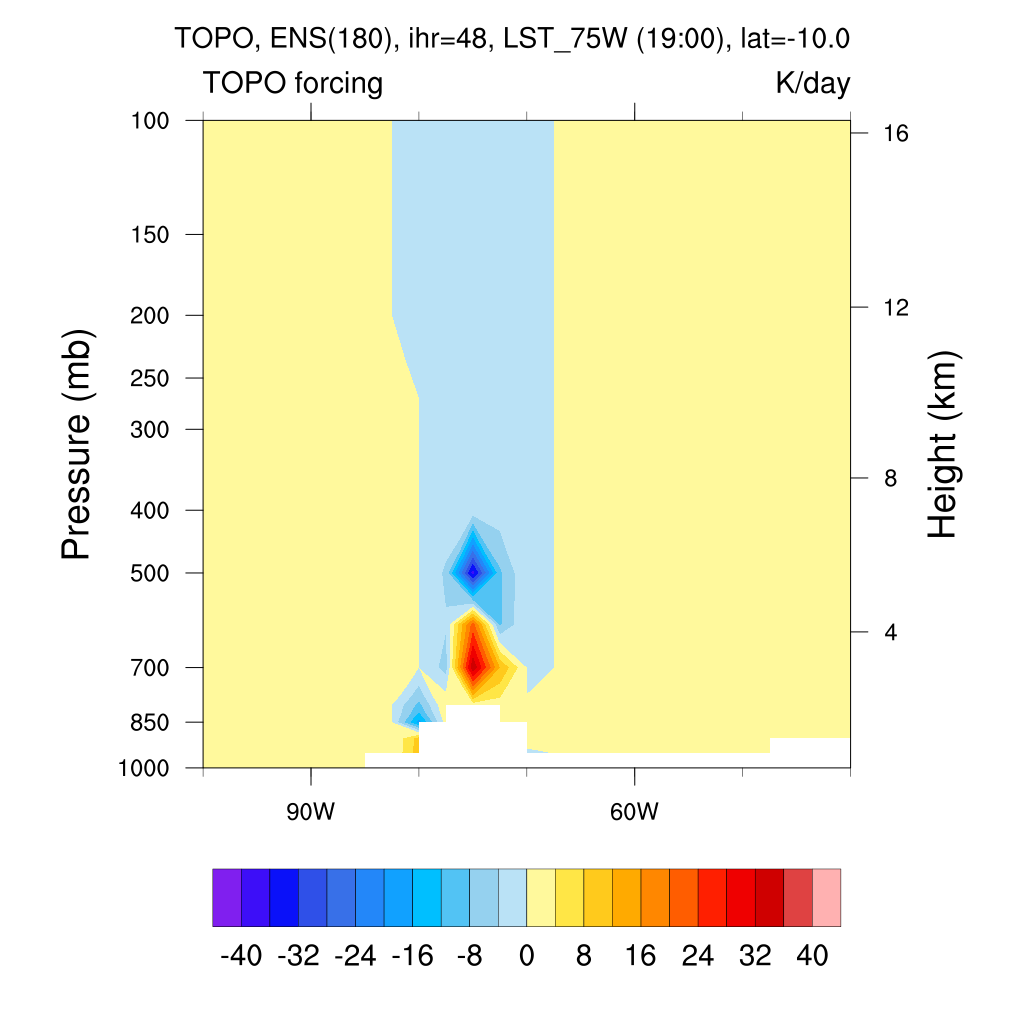 TOPO, ENS(180), ihr=48, LST_75W (19:00), lat=-10.0
TOPO forcing
K/day
100
150
200
250
300
400
500
700
850
1000
Pressure (mb)
16
12
8
4
Height (km)
90W
60W
-40 -32 -24 -16 -8 0 8 16 24 32 40